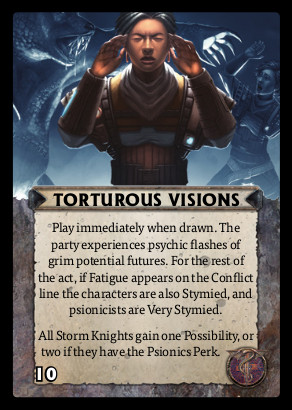 TORTUROUS VISIONS
Play immediately when drawn. The
party experiences psychic flashes of
grim potential futures. For the rest of
the act, if Fatigue appears on the Conflict
line the characters are also Stymied, and
psionicists are Very Stymied.
All Storm Knights gain one Possibility, or
two if they have the Psionics Perk.
10